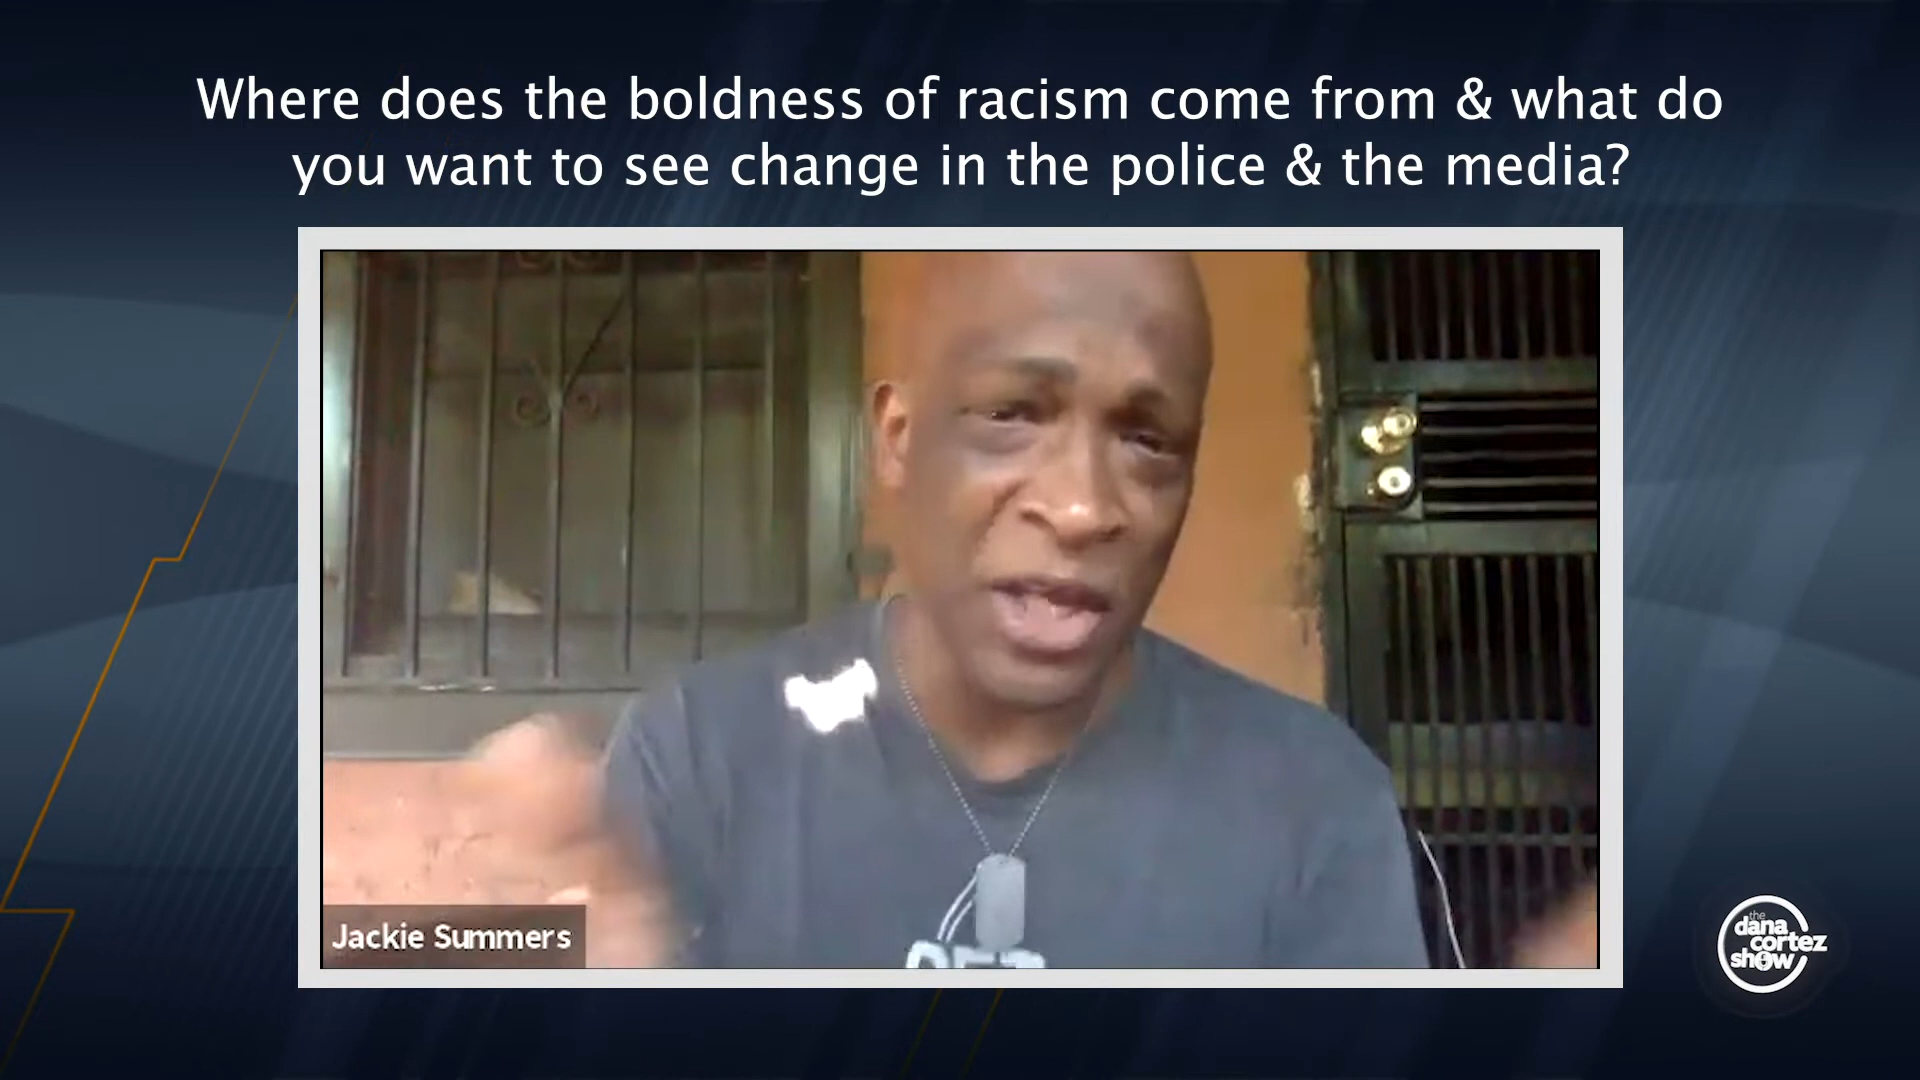 Where does the boldness of racism come from & what do
you want to see change in the police & the media?
Jackie Summers
the
dana
cortez
show